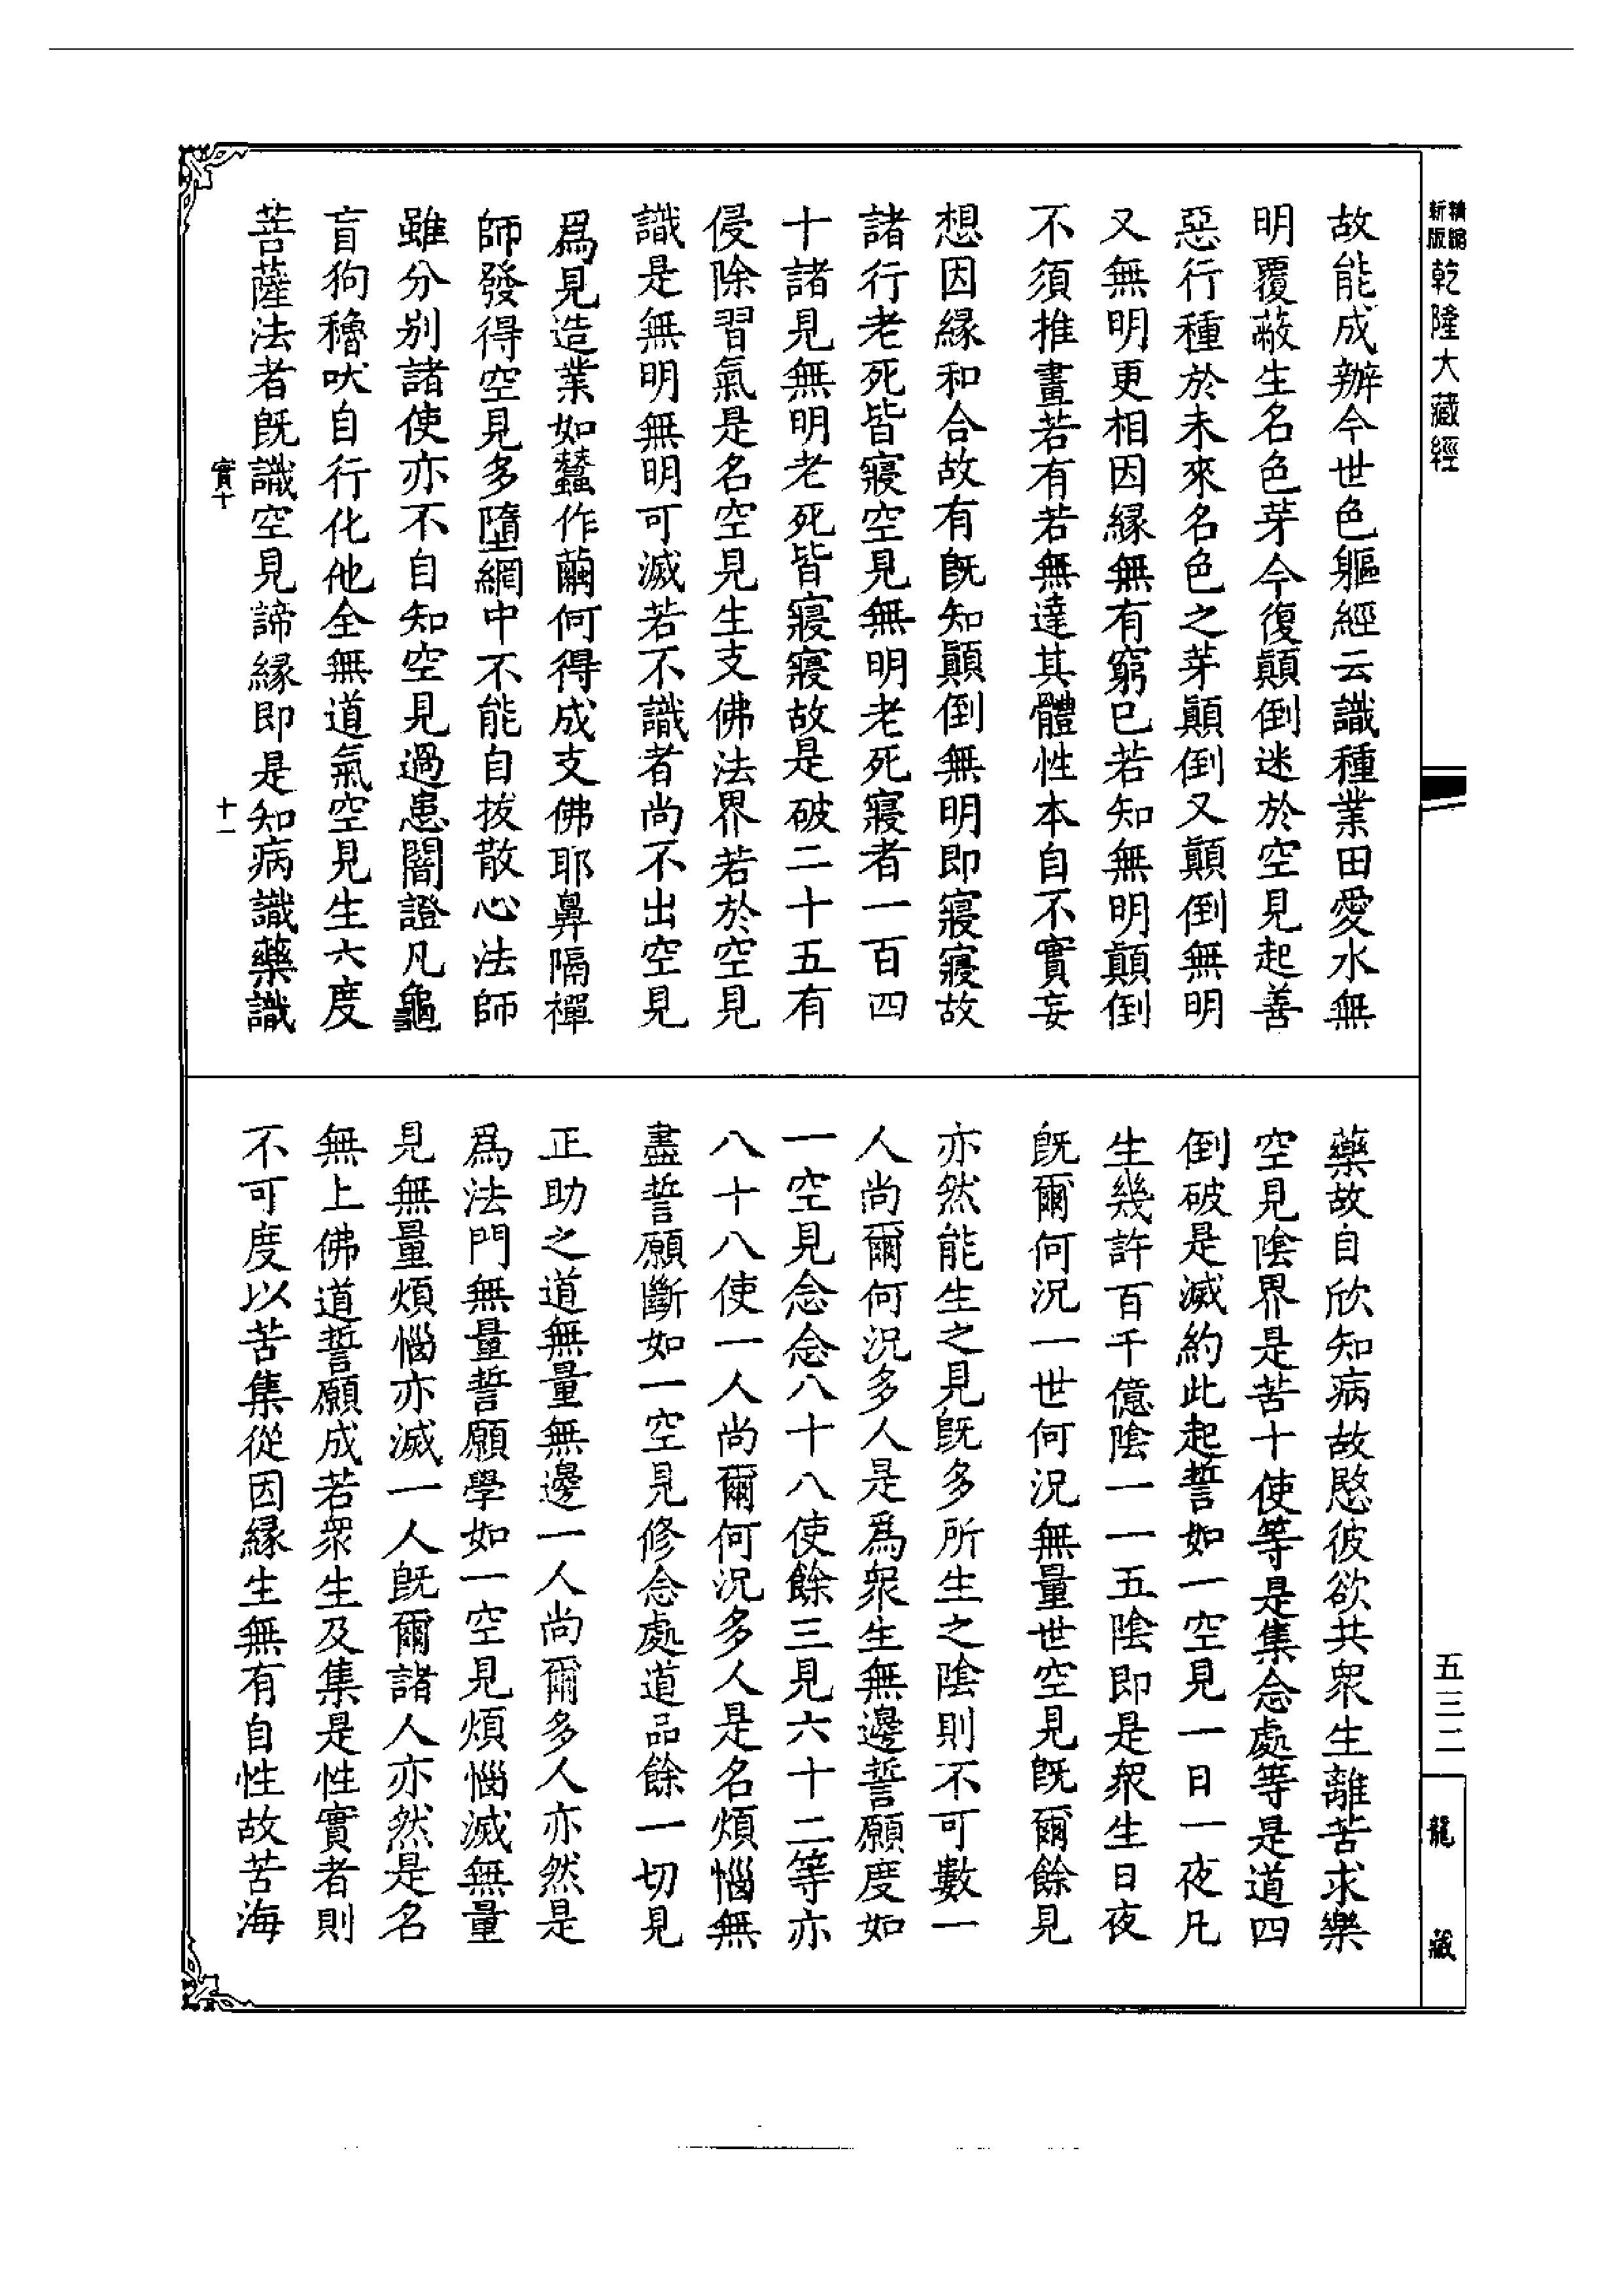 精縮新版乾隆大藏經
五三二
龍藏
故能成辦今世色軀經云識種業田愛水無
明覆蔽生名色芽今復顛倒迷於空見起善
惡行種於未來名色之芽顛倒又顛倒無明
又無明更相因緣無有窮已若知無明顛倒
不須推畫若有若無達其體性本自不實妄
想因緣和合故有旣知顛倒無明即寢寢故
諸行老死皆寢空見無明老死寢者一百四
十諸見無明老死皆寢寢故是破二十五有
侵除習氣是名空見生支佛法界若於空見
識是無明無明可滅若不識者尚不出空見
爲見造業如蠶作繭何得成支佛耶鼻隔禪
師發得空見多墮網中不能自拔散心法師
雖分別諸使亦不自知空見過患闇證凡龜
盲狗穭吠自行化他全無道氣空見生六度
菩薩法者旣識空見諦緣即是知病識藥識
實十
十一
藥故自欣知病故愍彼欲共衆生離苦求樂
空見陰界是苦十使等是集念處等是道四
倒破是滅約此起誓如一空見一日一夜凡
生幾許百千億陰一一五陰即是衆生日夜
旣爾何況一世何況無量世空見旣爾餘見
亦然能生之見旣多所生之陰則不可數一
人尚爾何況多人是爲衆生無邊誓願度如
一空見念念八十八使餘三見六十二等亦
八十八使一人尚爾何況多人是名煩惱無
盡誓願斷如一空見修念處道品餘一切見
正助之道無量無邊一人尚爾多人亦然是
爲法門無量誓願學如一空見煩惱滅無量
見無量煩惱亦滅一人旣爾諸人亦然是名
無上佛道誓願成若衆生及集是性實者則
不可度以苦集從因緣生無有自性故苦海